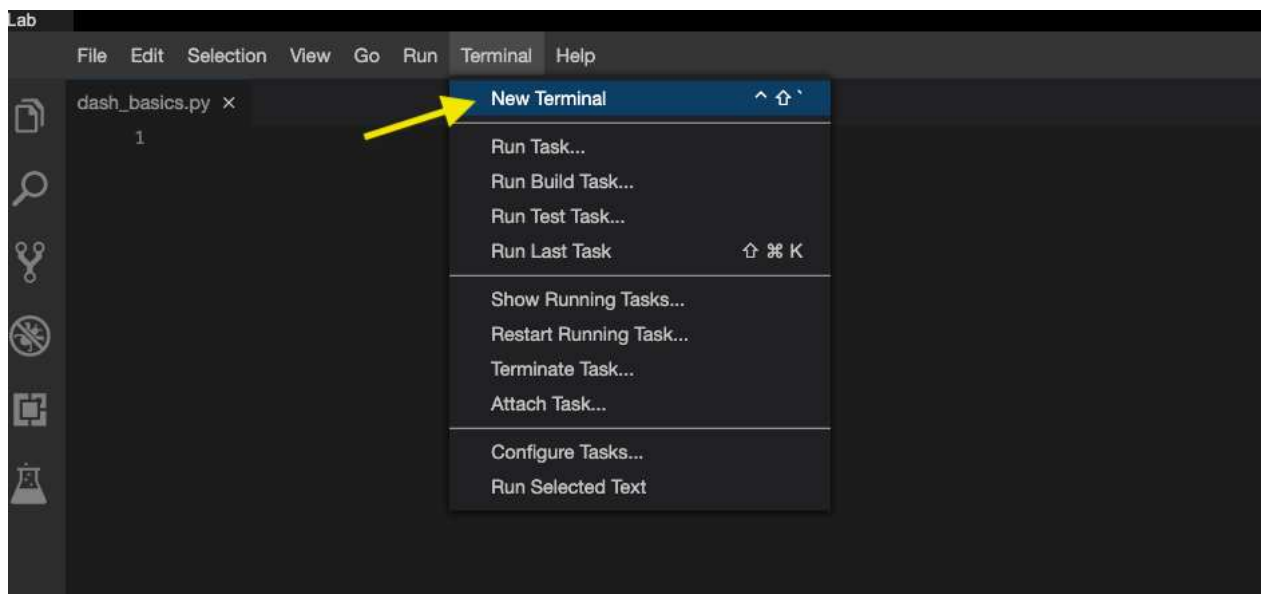 Lab
File Edit Selection View Go Run Terminal Help
dash_basics.py ×
1
New Terminal ^ ⇧ `
Run Task...
Run Build Task...
Run Test Task...
Run Last Task ⇧ ⌘ K
Show Running Tasks...
Restart Running Task...
Terminate Task...
Attach Task...
Configure Tasks...
Run Selected Text